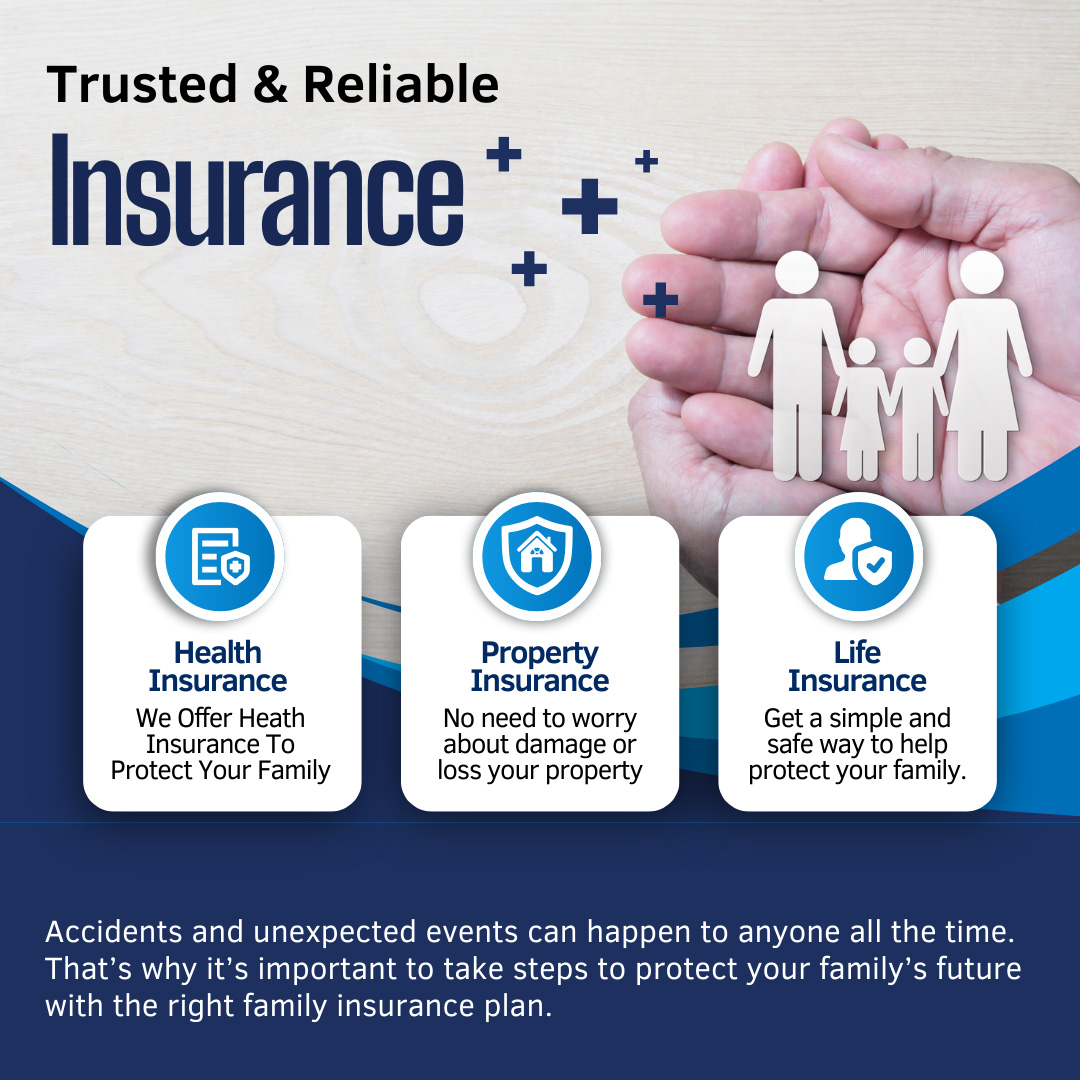 Trusted & Reliable
Insurance
Health
Insurance
We Offer Heath
Insurance To
Protect Your Family
Property
Insurance
No need to worry
about damage or
loss your property
Life
Insurance
Get a simple and
safe way to help
protect your family.
Accidents and unexpected events can happen to anyone all the time.
That’s why it’s important to take steps to protect your family’s future
with the right family insurance plan.